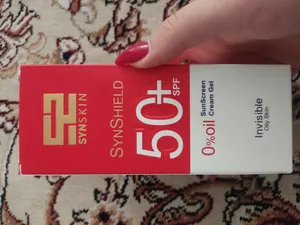 SYNSKIN
SYNSHIELD
50+
SPF
0%oil
SunScreen
Cream Gel
Invisible
Oily Skin